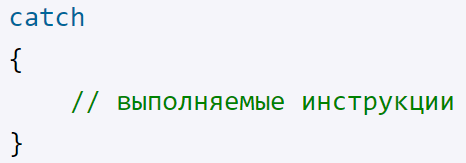 catch
{
    // выполняемые инструкции
}